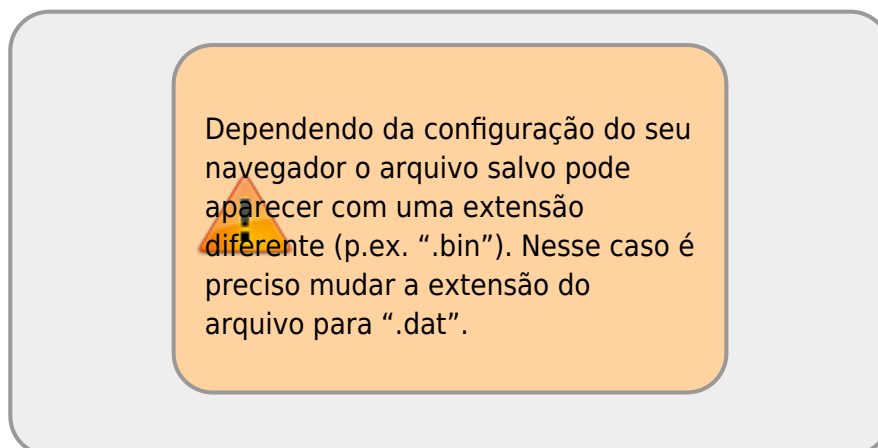 Dependendo da configuração do seu
navegador o arquivo salvo pode
aparecer com uma extensão
diferente (p.ex. “.bin”). Nesse caso é
preciso mudar a extensão do
arquivo para “.dat”.